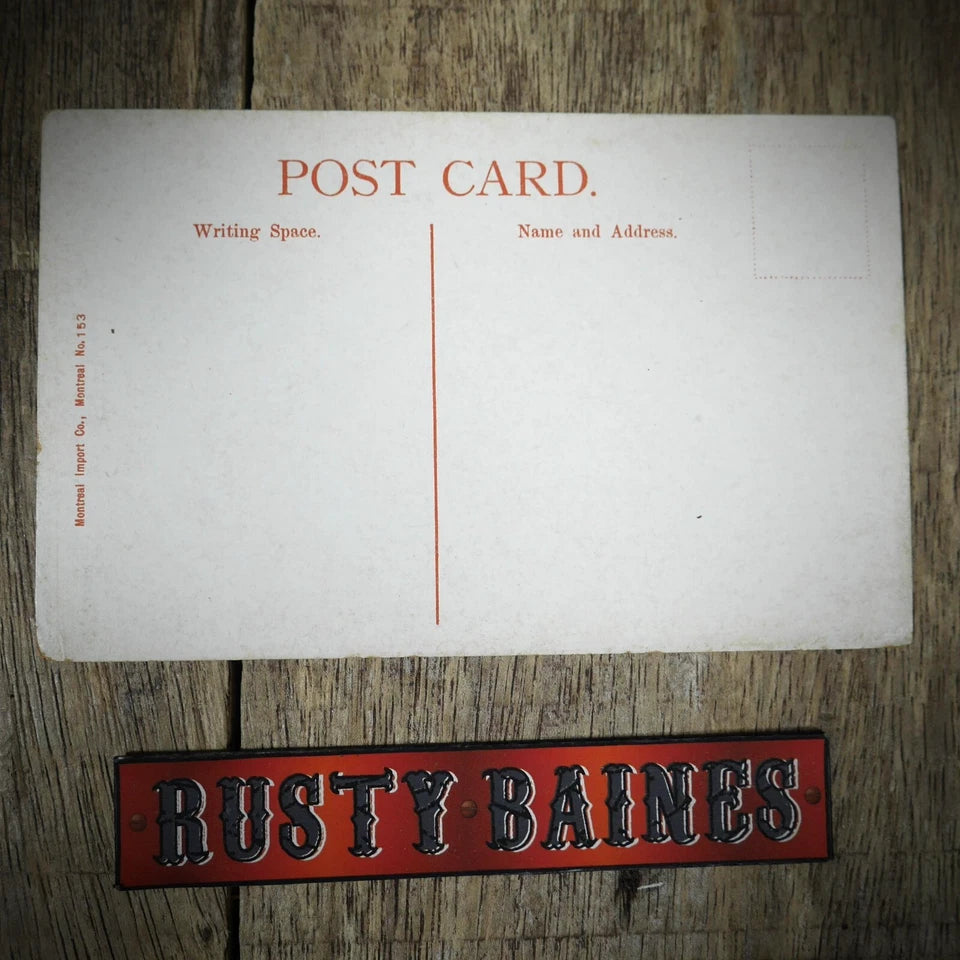 POST CARD.
Writing Space.
Name and Address.
Montreal Import Co., Montreal No. 153
RUSTY BAINES